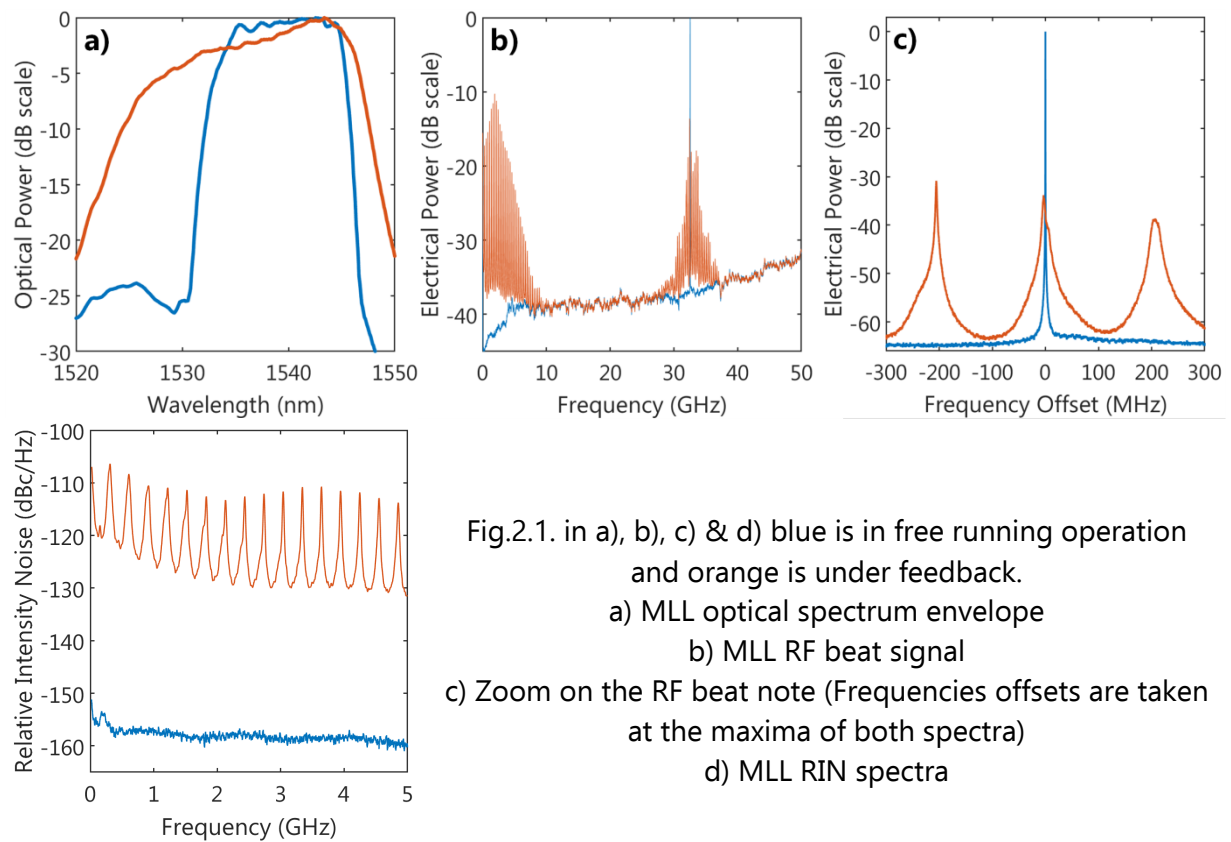 a)
0
-5
-10
-15
-20
-25
-30
1520
1530
1540
1550
Optical Power (dB scale)
Wavelength (nm)
b)
0
-10
-20
-30
-40
0
10
20
30
40
50
Electrical Power (dB scale)
Frequency (GHz)
c)
0
-10
-20
-30
-40
-50
-60
-300
-200
-100
0
100
200
300
Electrical Power (dB scale)
Frequency Offset (MHz)
-100
-110
-120
-130
-140
-150
-160
0
1
2
3
4
5
Relative Intensity Noise (dBc/Hz)
Frequency (GHz)
Fig.2.1. in a), b), c) & d) blue is in free running operation
and orange is under feedback.
a) MLL optical spectrum envelope
b) MLL RF beat signal
c) Zoom on the RF beat note (Frequencies offsets are taken
at the maxima of both spectra)
d) MLL RIN spectra